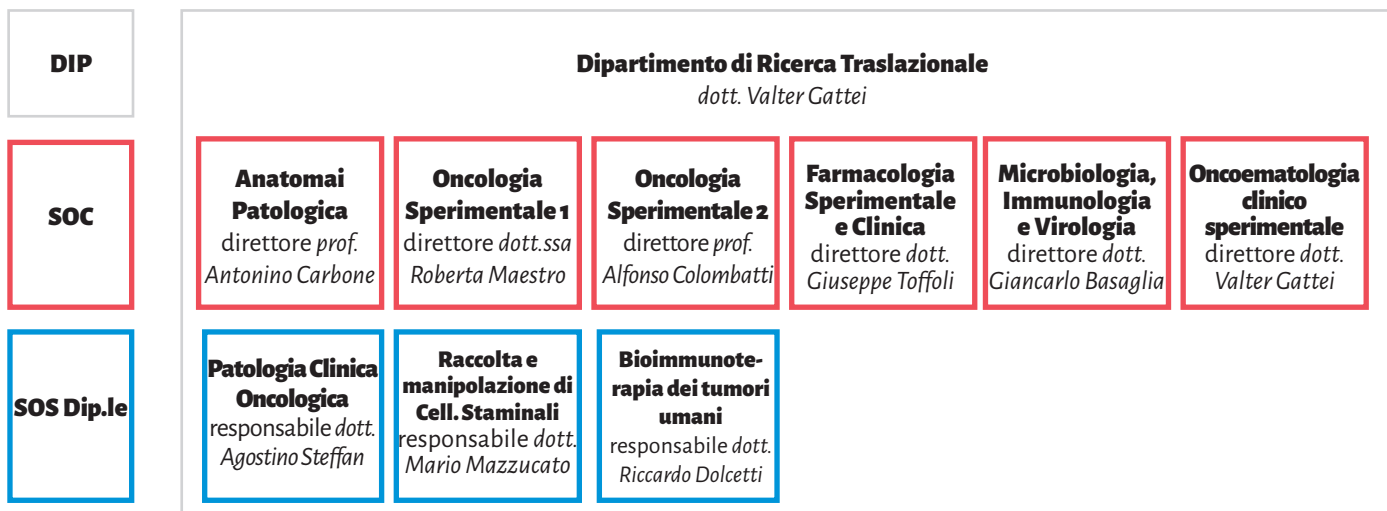 DIP
Dipartimento di Ricerca Traslazionale
dott. Valter Gattei
SOC
Anatomai
Patologica
direttore prof.
Antonino Carbone
Oncologia
Sperimentale 1
direttore dott.ssa
Roberta Maestro
Oncologia
Sperimentale 2
direttore prof.
Alfonso Colombatti
Farmacologia
Sperimentale
e Clinica
direttore dott.
Giuseppe Toffoli
Microbiologia,
Immunologia
e Virologia
direttore dott.
Giancarlo Basaglia
Oncoematologia
clinico
sperimentale
direttore dott.
Valter Gattei
SOS Dip.le
Patologia Clinica
Oncologica
responsabile dott.
Agostino Steffan
Raccolta e
manipolazione di
Cell. Staminali
responsabile dott.
Mario Mazzucato
Bioimmunote-
rapia dei tumori
umani
responsabile dott.
Riccardo Dolcetti